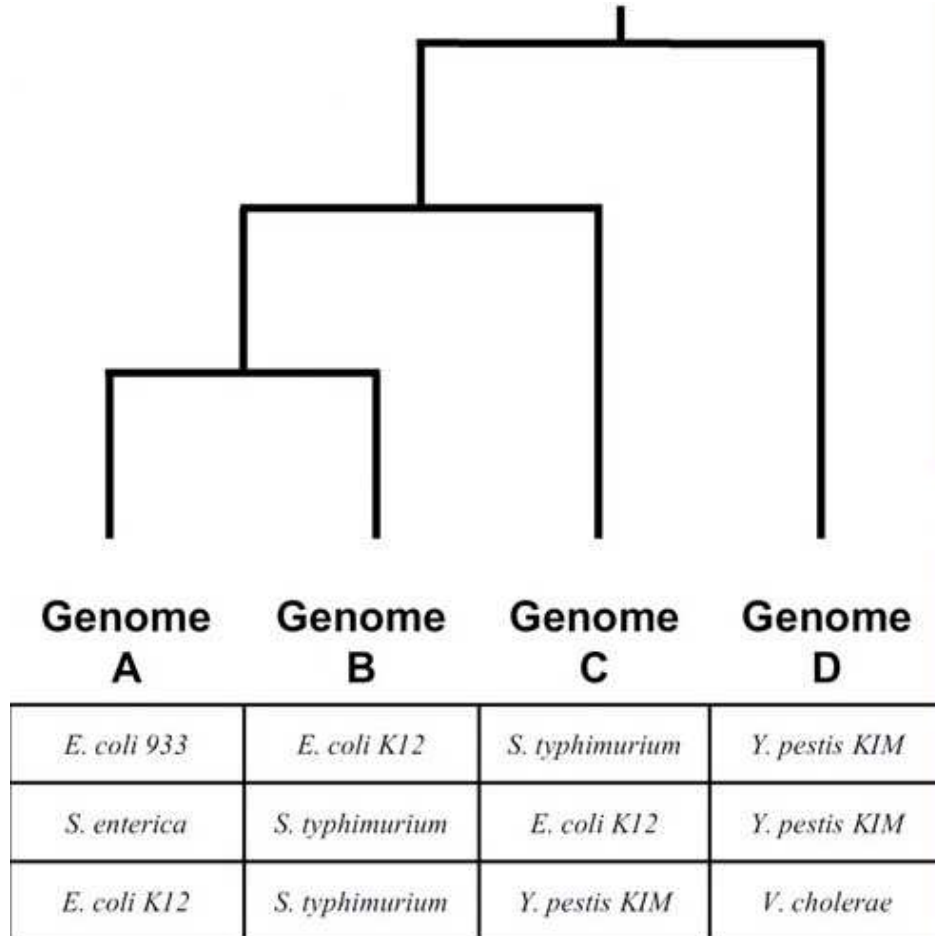 Genome Genome Genome Genome
A B C D
E. coli 933 E. coli K12 S. typhimurium Y. pestis KIM
S. enterica S. typhimurium E. coli K12 Y. pestis KIM
E. coli K12 S. typhimurium Y. pestis KIM V. cholerae